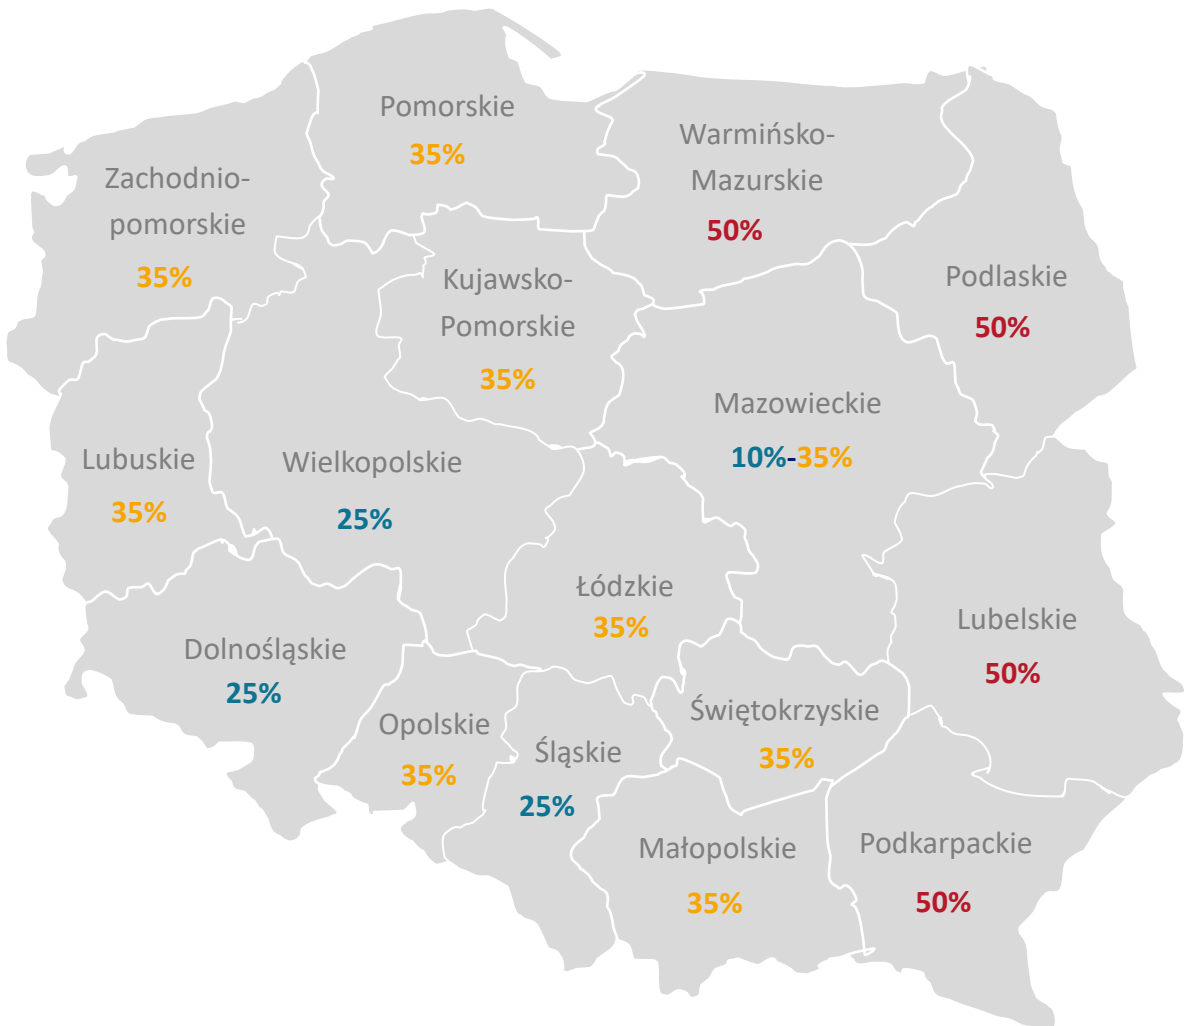 Pomorskie
35%
Warmińsko-
Mazurskie
50%
Zachodnio-
pomorskie
35%
Kujawsko-
Pomorskie
35%
Podlaskie
50%
Mazowieckie
10%-35%
Lubuskie
35%
Wielkopolskie
25%
Łódzkie
35%
Lubelskie
50%
Dolnośląskie
25%
Opolskie
35%
Śląskie
25%
Świętokrzyskie
35%
Małopolskie
35%
Podkarpackie
50%